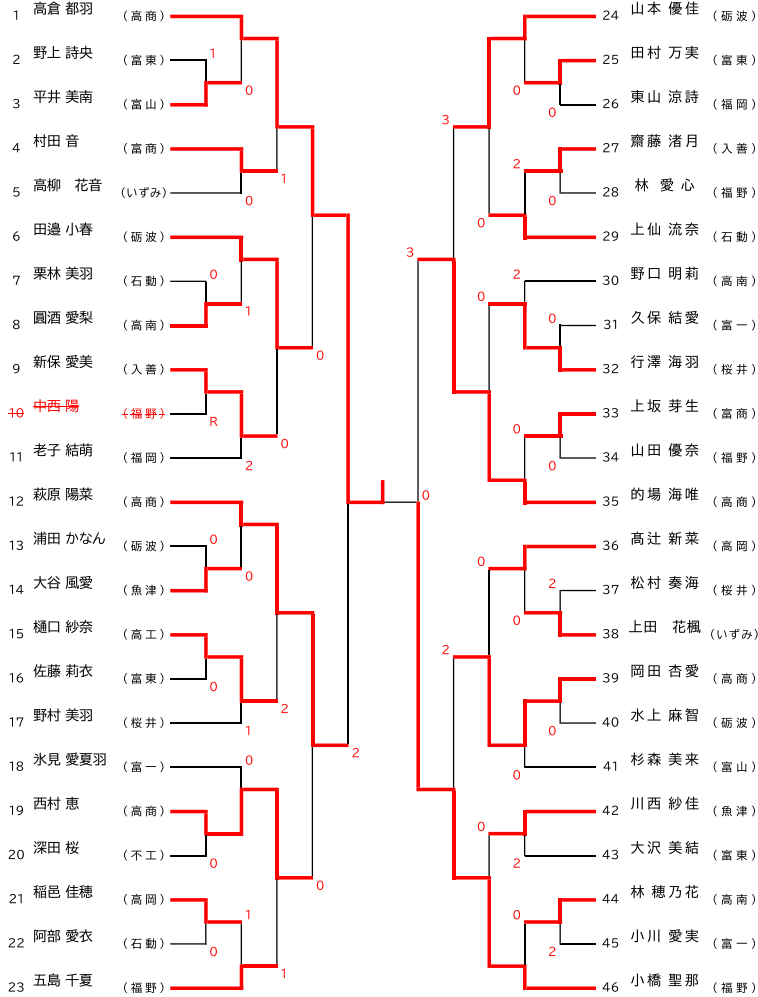 1 高倉 都羽 (高商)
2 野上 詩央 (富東)
1
3 平井 美南 (富山)
0
4 村田 音 (富商)
1
5 高柳　花音 (いずみ)
0
6 田邉 小春 (砺波)
7 栗林 美羽 (石動)
0
8 圓酒 愛梨 (高南)
1
0
9 新保 愛美 (入善)
10 中西 陽 (福野)
R
11 老子 結萌 (福岡)
2
0
12 萩原 陽菜 (高商)
13 浦田 かなん (砺波)
0
14 大谷 風愛 (魚津)
0
15 樋口 紗奈 (高工)
16 佐藤 莉衣 (富東)
0
17 野村 美羽 (桜井)
1
2
2
18 氷見 愛夏羽 (富一)
0
19 西村 恵 (高商)
20 深田 桜 (不工)
0
0
21 稲邑 佳穂 (高岡)
1
22 阿部 愛衣 (石動)
0
23 五島 千夏 (福野)
1
24 山本 優佳 (砺波)
25 田村 万実 (富東)
0
26 東山 涼詩 (福岡)
0
3
27 齋藤 渚月 (入善)
2
28 林 愛心 (福野)
0
29 上仙 流奈 (石動)
0
3
30 野口 明莉 (高南)
2
0
31 久保 結愛 (富一)
0
32 行澤 海羽 (桜井)
33 上坂 芽生 (富商)
0
34 山田 優奈 (福野)
0
35 的場 海唯 (高商)
0
36 髙辻 新菜 (高岡)
0
37 松村 奏海 (桜井)
2
38 上田　花楓 (いずみ)
0
2
39 岡田 杏愛 (高商)
40 水上 麻智 (砺波)
0
41 杉森 美来 (富山)
0
42 川西 紗佳 (魚津)
0
43 大沢 美結 (富東)
2
44 林 穂乃花 (高南)
0
45 小川 愛実 (富一)
2
46 小橋 聖那 (福野)